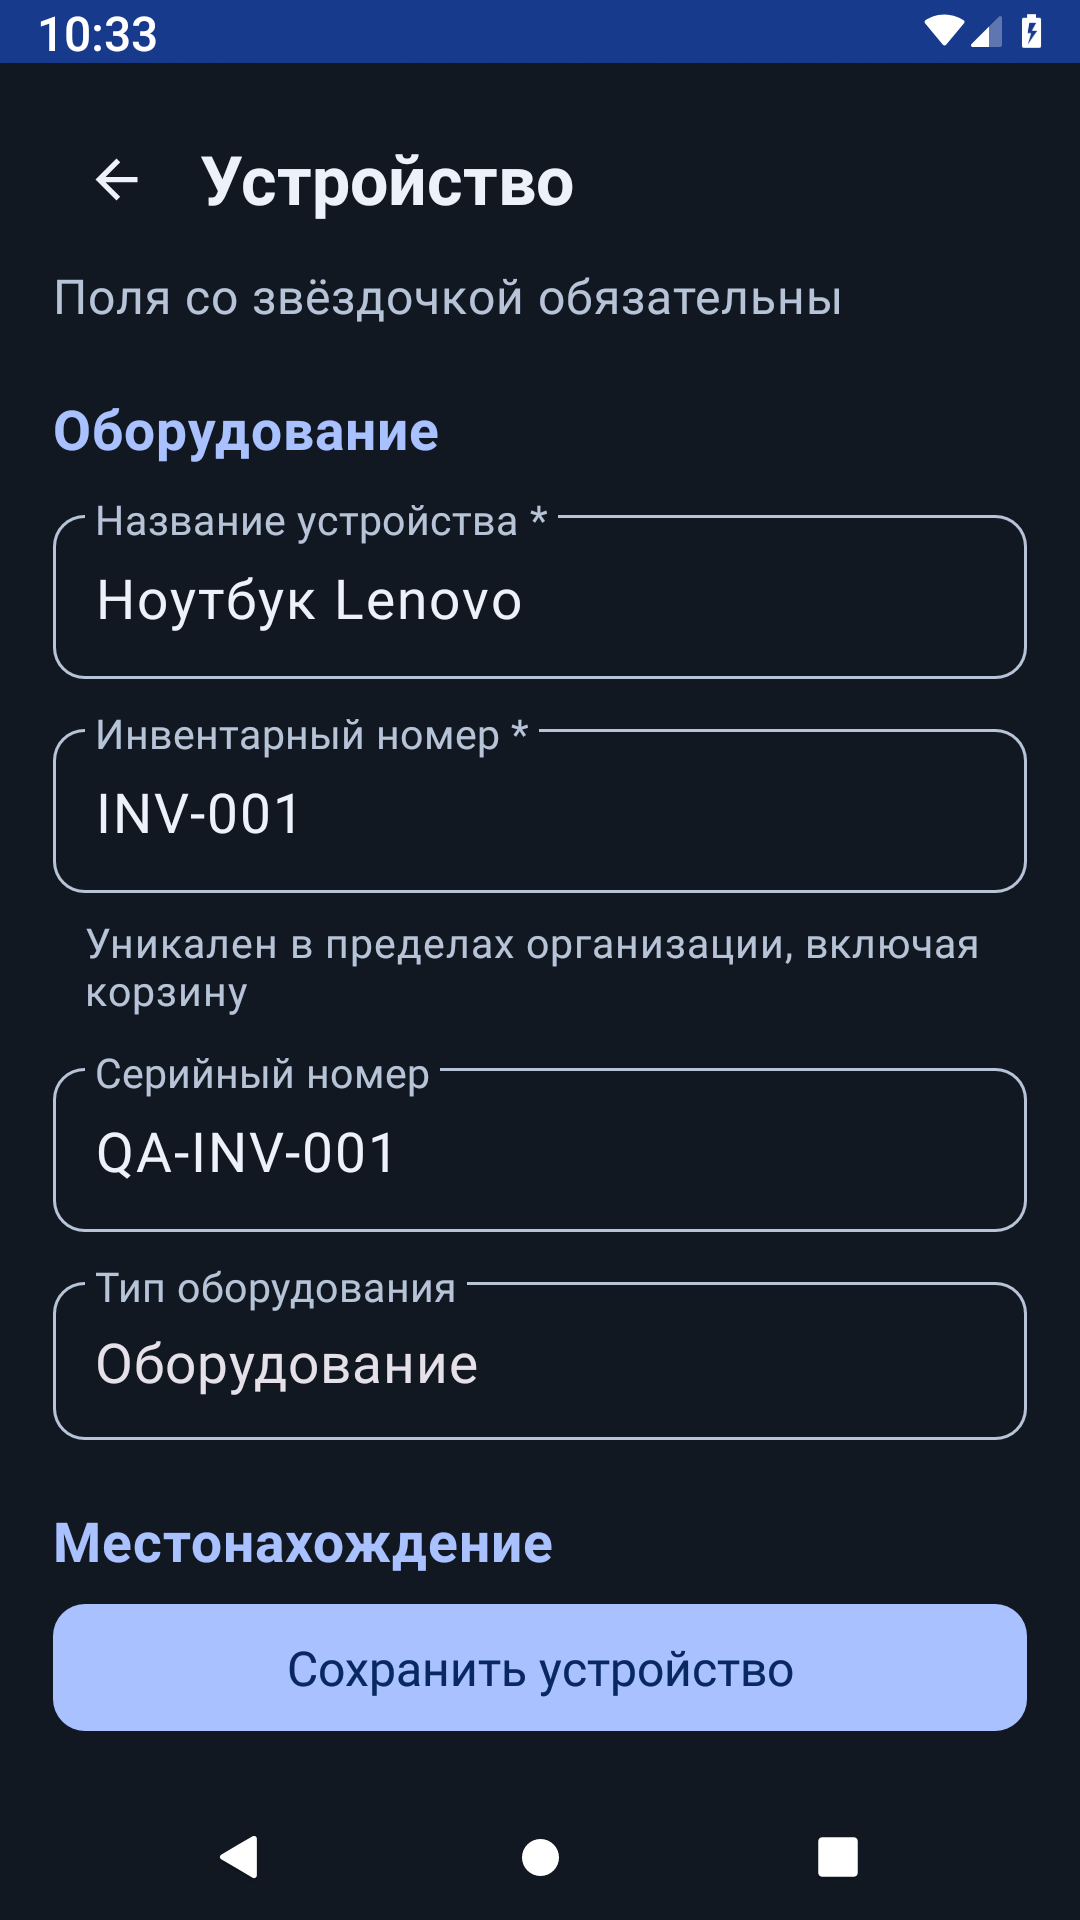 10:33
Устройство
Поля со звёздочкой обязательны
Оборудование
Название устройства *
Ноутбук Lenovo
Инвентарный номер *
INV-001
Уникален в пределах организации, включая
корзину
Серийный номер
QA-INV-001
Тип оборудования
Оборудование
Местонахождение
Сохранить устройство